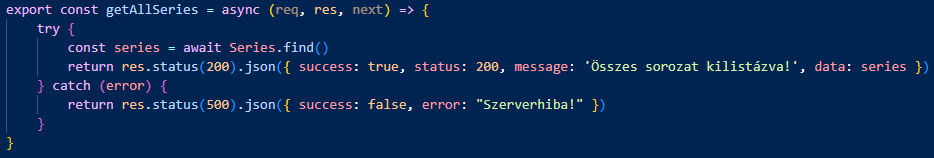 export const getAllSeries = async (req, res, next) => {
    try {
        const series = await Series.find()
        return res.status(200).json({ success: true, status: 200, message: 'Összes sorozat kilistázva!', data: series })
    } catch (error) {
        return res.status(500).json({ success: false, error: "Szerverhiba!" })
    }
}